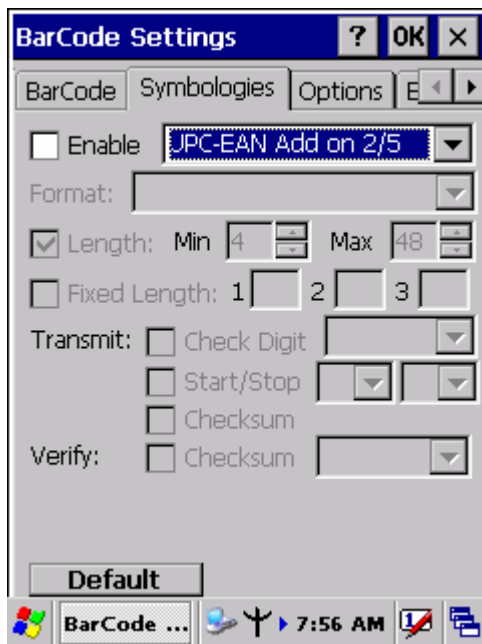 BarCode Settings ? OK ×
BarCode Symbologies Options E
Enable JPC-EAN Add on 2/5
Format:
Length: Min 4 Max 48
Fixed Length: 1 2 3
Transmit: Check Digit
Start/Stop
Checksum
Verify: Checksum
Default
BarCode ... 7:56 AM